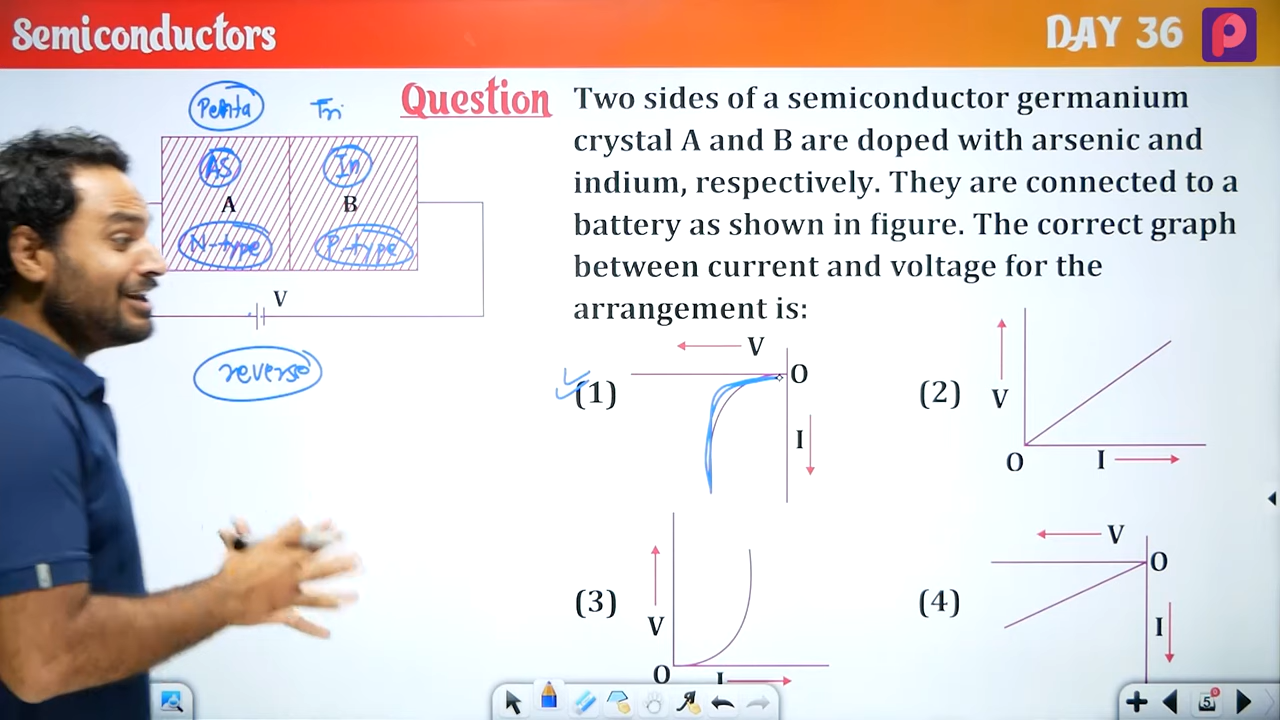 Semiconductors
DAY 36
Penta
Tri
AS
In
A
B
N-type
P-type
V
reverse
Question
Two sides of a semiconductor germanium
crystal A and B are doped with arsenic and
indium, respectively. They are connected to a
battery as shown in figure. The correct graph
between current and voltage for the
arrangement is:
(1)
V
O
I
(2)
V
O
I
(3)
V
O
I
(4)
V
O
I
5